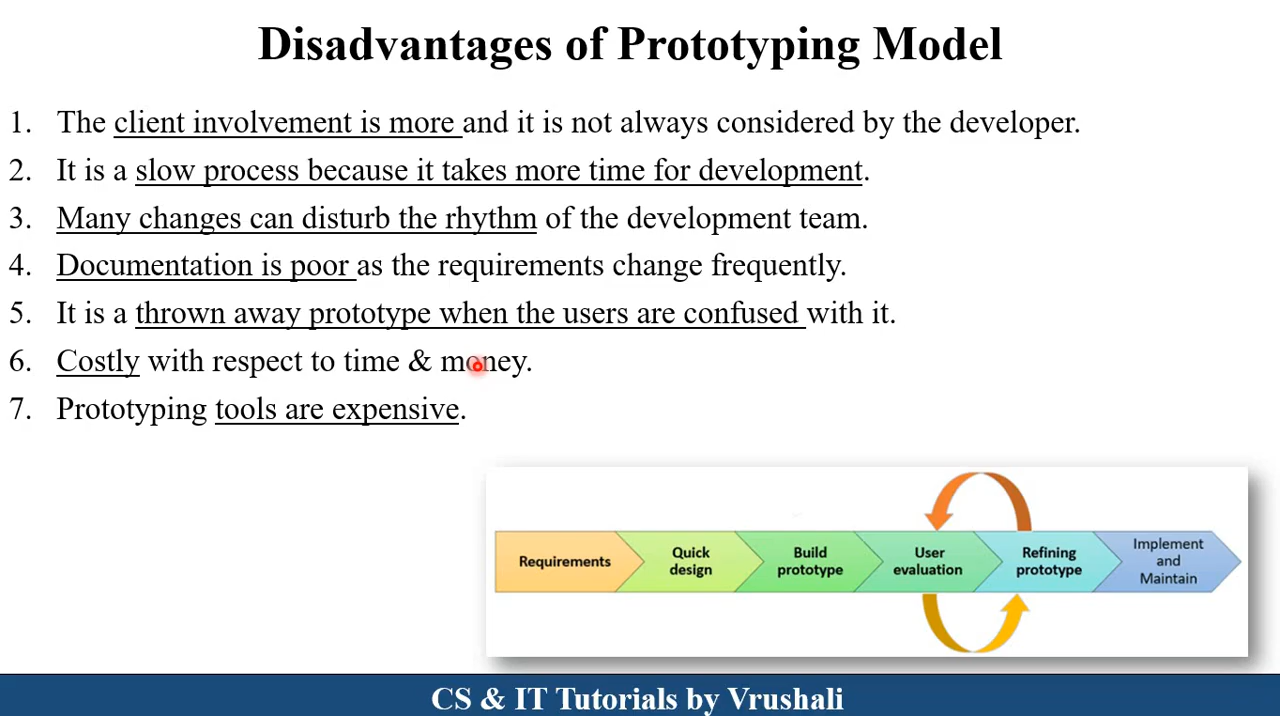 Disadvantages of Prototyping Model
1. The client involvement is more and it is not always considered by the developer.
2. It is a slow process because it takes more time for development.
3. Many changes can disturb the rhythm of the development team.
4. Documentation is poor as the requirements change frequently.
5. It is a thrown away prototype when the users are confused with it.
6. Costly with respect to time & money.
7. Prototyping tools are expensive.
Requirements
Quick
design
Build
prototype
User
evaluation
Refining
prototype
Implement
and
Maintain
CS & IT Tutorials by Vrushali